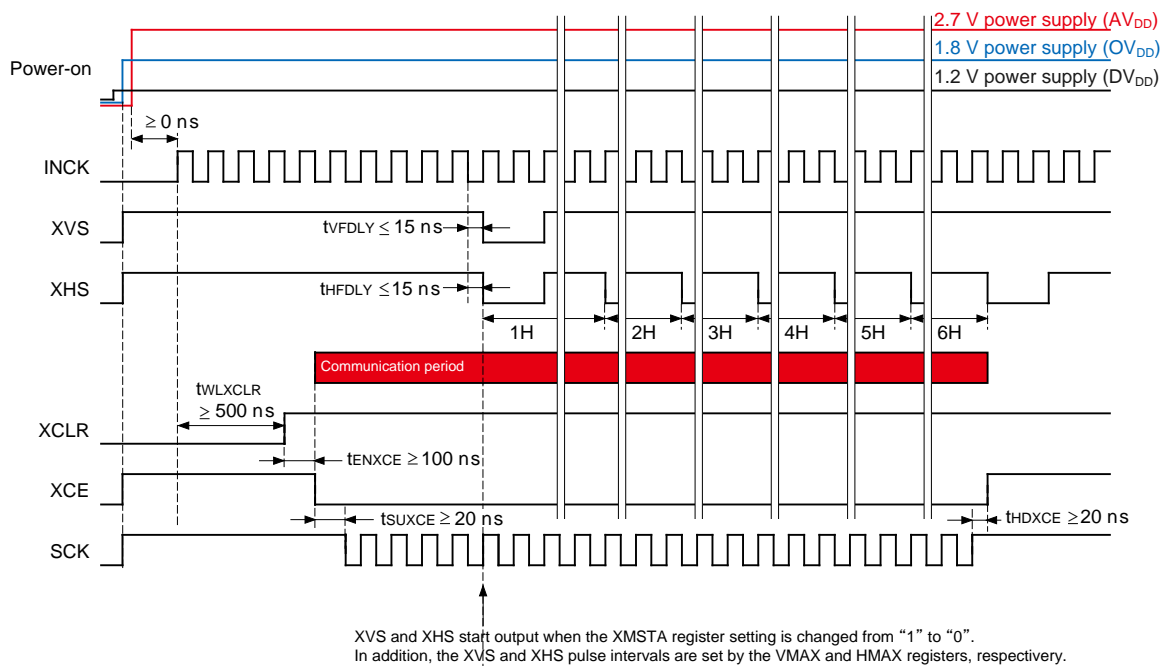 2.7 V power supply (AVDD)
1.8 V power supply (OVDD)
Power-on
1.2 V power supply (DVDD)
≥ 0 ns
INCK
XVS
tVFDLY ≤ 15 ns
XHS
tHFDLY ≤15 ns
1H 2H 3H 4H 5H 6H
Communication period
tWLXCLR
≥ 500 ns
XCLR
tENXCE ≥ 100 ns
XCE
tSUXCE ≥ 20 ns
tHDXCE ≥20 ns
SCK
XVS and XHS start output when the XMSTA register setting is changed from “1” to “0”.
In addition, the XVS and XHS pulse intervals are set by the VMAX and HMAX registers, respectivery.